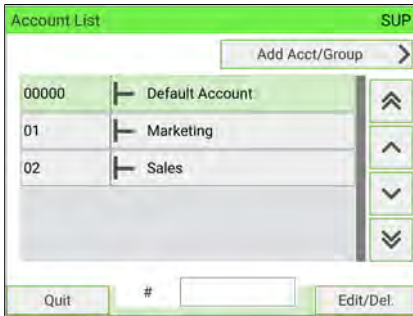 Account List SUP
Add Acct/Group
00000 Default Account
01 Marketing
02 Sales
#
Quit Edit/Del.